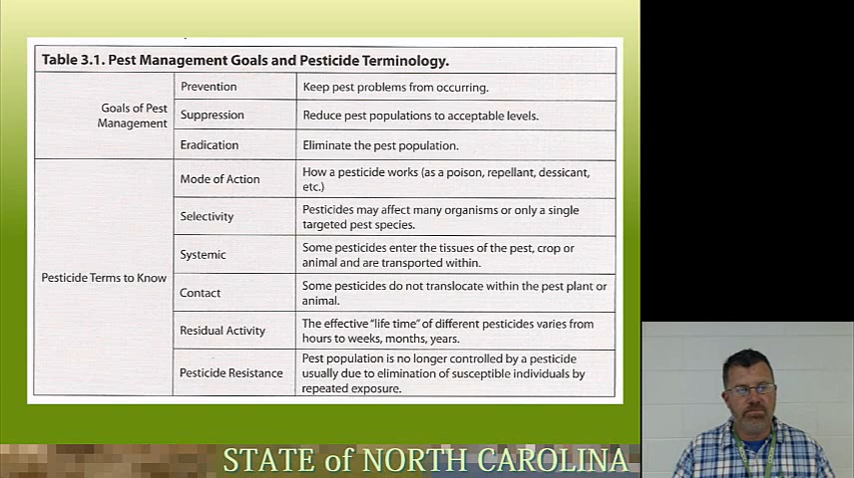 Table 3.1. Pest Management Goals and Pesticide Terminology.
Goals of Pest
Management
Prevention
Keep pest problems from occurring.
Suppression
Reduce pest populations to acceptable levels.
Eradication
Eliminate the pest population.
Pesticide Terms to Know
Mode of Action
How a pesticide works (as a poison, repellant, dessicant,
etc.)
Selectivity
Pesticides may affect many organisms or only a single
targeted pest species.
Systemic
Some pesticides enter the tissues of the pest, crop or
animal and are transported within.
Contact
Some pesticides do not translocate within the pest plant or
animal.
Residual Activity
The effective “life time” of different pesticides varies from
hours to weeks, months, years.
Pesticide Resistance
Pest population is no longer controlled by a pesticide
usually due to elimination of susceptible individuals by
repeated exposure.
STATE of NORTH CAROLINA